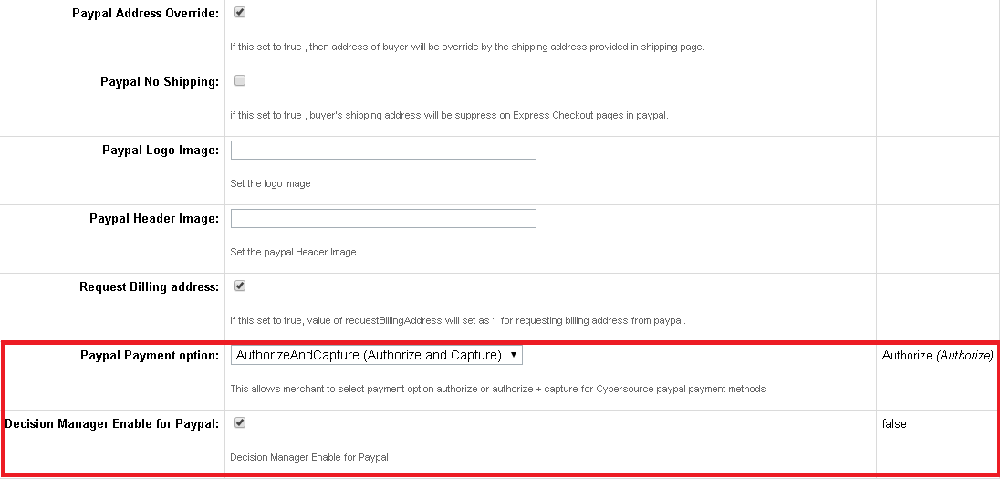 Paypal Address Override:
If this set to true , then address of buyer will be override by the shipping address provided in shipping page.
Paypal No Shipping:
if this set to true , buyer's shipping address will be suppress on Express Checkout pages in paypal.
Paypal Logo Image:
Set the logo Image
Paypal Header Image:
Set the paypal Header Image
Request Billing address:
If this set to true, value of requestBillingAddress will set as 1 for requesting billing address from paypal.
Paypal Payment option: AuthorizeAndCapture (Authorize and Capture) Authorize (Authorize)
This allows merchant to select payment option authorize or authorize + capture for Cybersource paypal payment methods
Decision Manager Enable for Paypal: false
Decision Manager Enable for Paypal